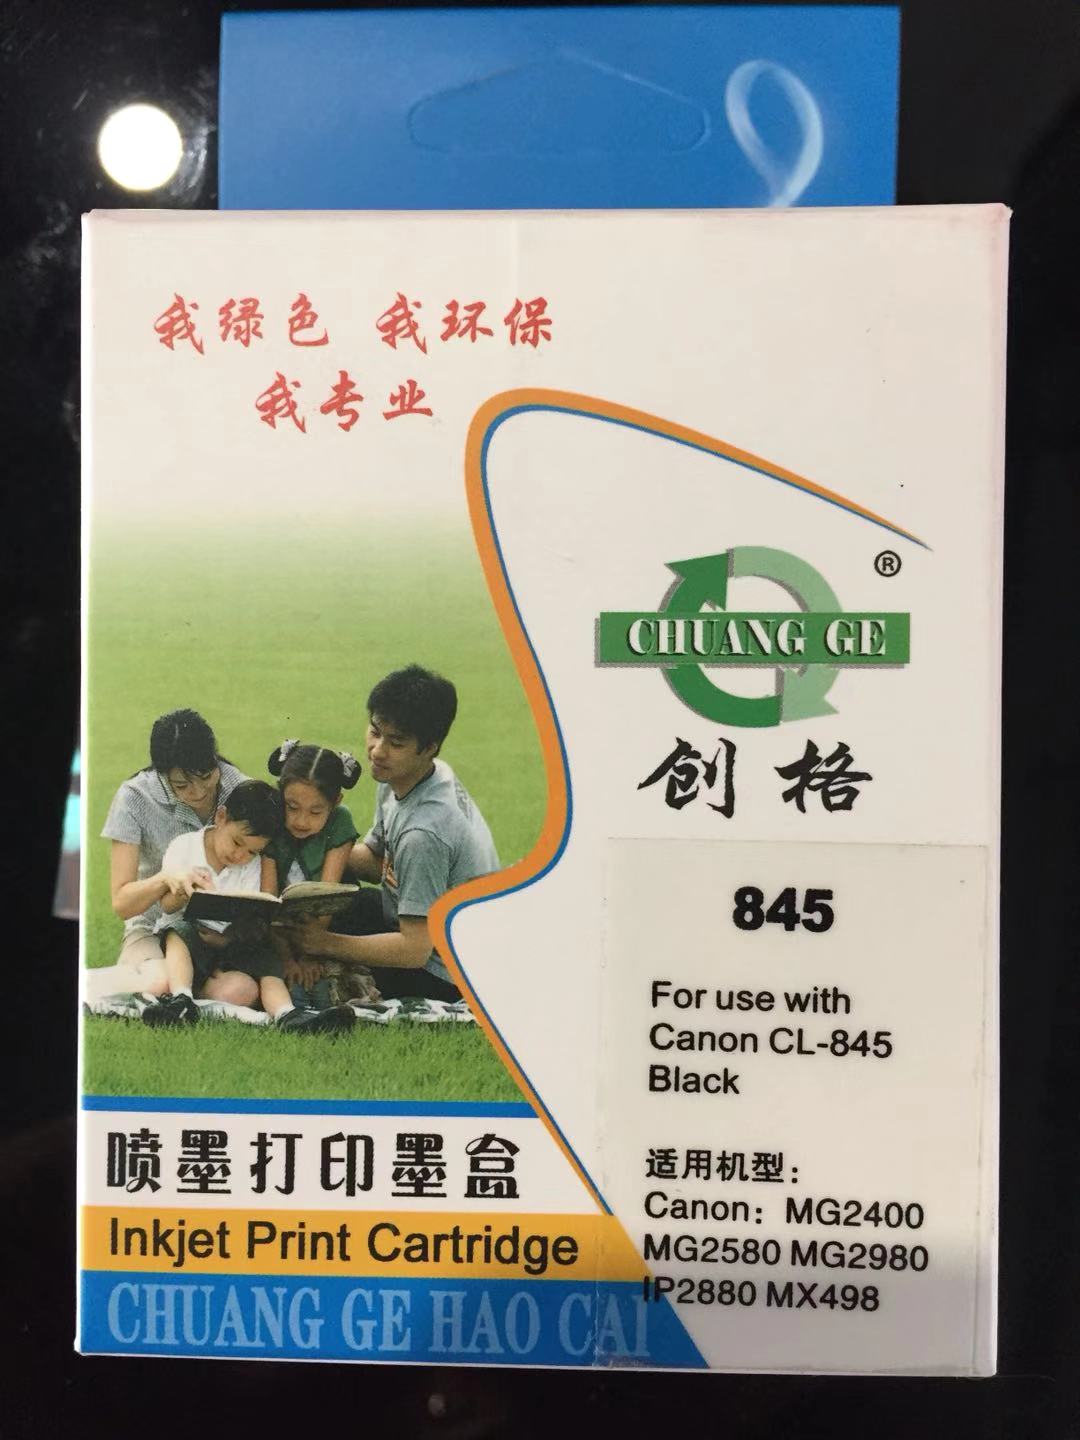 我绿色 我环保
我专业
®
CHUANG GE
创格
845
For use with
Canon CL-845
Black
适用机型：
Canon：MG2400
MG2580 MG2980
IP2880 MX498
喷墨打印墨盒
Inkjet Print Cartridge
CHUANG GE HAO CAI